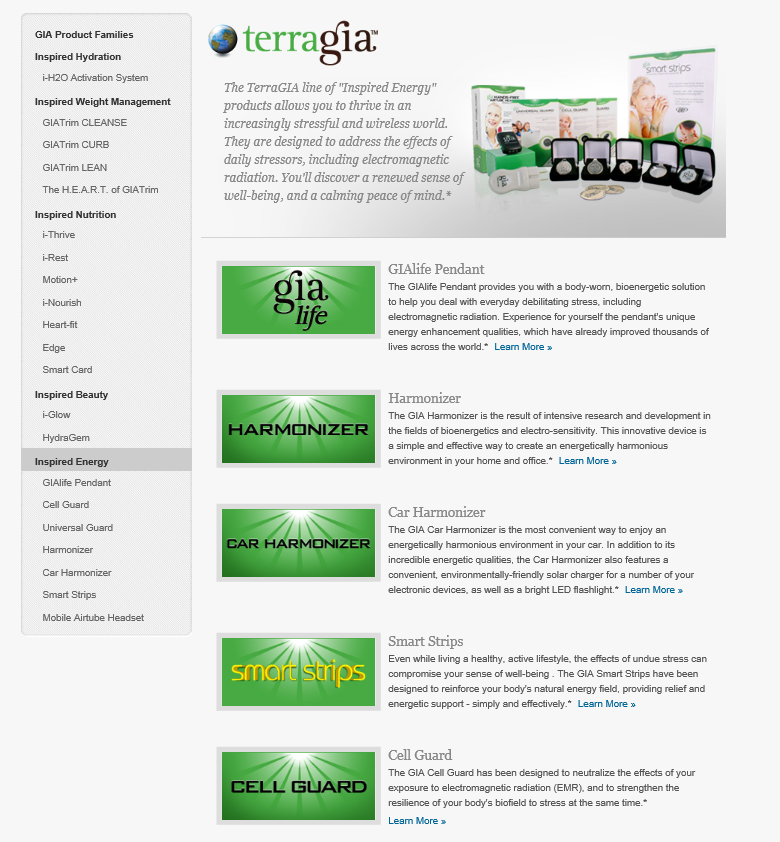 GIA Product Families
Inspired Hydration
i-H2O Activation System
Inspired Weight Management
GIATrim CLEANSE
GIATrim CURB
GIATrim LEAN
The H.E.A.R.T. of GIATrim
Inspired Nutrition
i-Thrive
i-Rest
Motion+
i-Nourish
Heart-fit
Edge
Smart Card
Inspired Beauty
i-Glow
HydraGem
Inspired Energy
GIAlife Pendant
Cell Guard
Universal Guard
Harmonizer
Car Harmonizer
Smart Strips
Mobile Airtube Headset
terragia™
The TerraGIA line of "Inspired Energy"
products allows you to thrive in an
increasingly stressful and wireless world.
They are designed to address the effects of
daily stressors, including electromagnetic
radiation. You'll discover a renewed sense of
well-being, and a calming peace of mind.*
smart strips
gia
life
GIAlife Pendant
The GIAlife Pendant provides you with a body-worn, bioenergetic solution
to help you deal with everyday debilitating stress, including
electromagnetic radiation. Experience for yourself the pendant's unique
energy enhancement qualities, which have already improved thousands of
lives across the world.* Learn More »
HARMONIZER
Harmonizer
The GIA Harmonizer is the result of intensive research and development in
the fields of bioenergetics and electro-sensitivity. This innovative device is
a simple and effective way to create an energetically harmonious
environment in your home and office.* Learn More »
CAR HARMONIZER
Car Harmonizer
The GIA Car Harmonizer is the most convenient way to enjoy an
energetically harmonious environment in your car. In addition to its
incredible energetic qualities, the Car Harmonizer also features a
convenient, environmentally-friendly solar charger for a number of your
electronic devices, as well as a bright LED flashlight.* Learn More »
smart strips
Smart Strips
Even while living a healthy, active lifestyle, the effects of undue stress can
compromise your sense of well-being . The GIA Smart Strips have been
designed to reinforce your body's natural energy field, providing relief and
energetic support - simply and effectively.* Learn More »
CELL GUARD
Cell Guard
The GIA Cell Guard has been designed to neutralize the effects of your
exposure to electromagnetic radiation (EMR), and to strengthen the
resilience of your body's biofield to stress at the same time.*
Learn More »